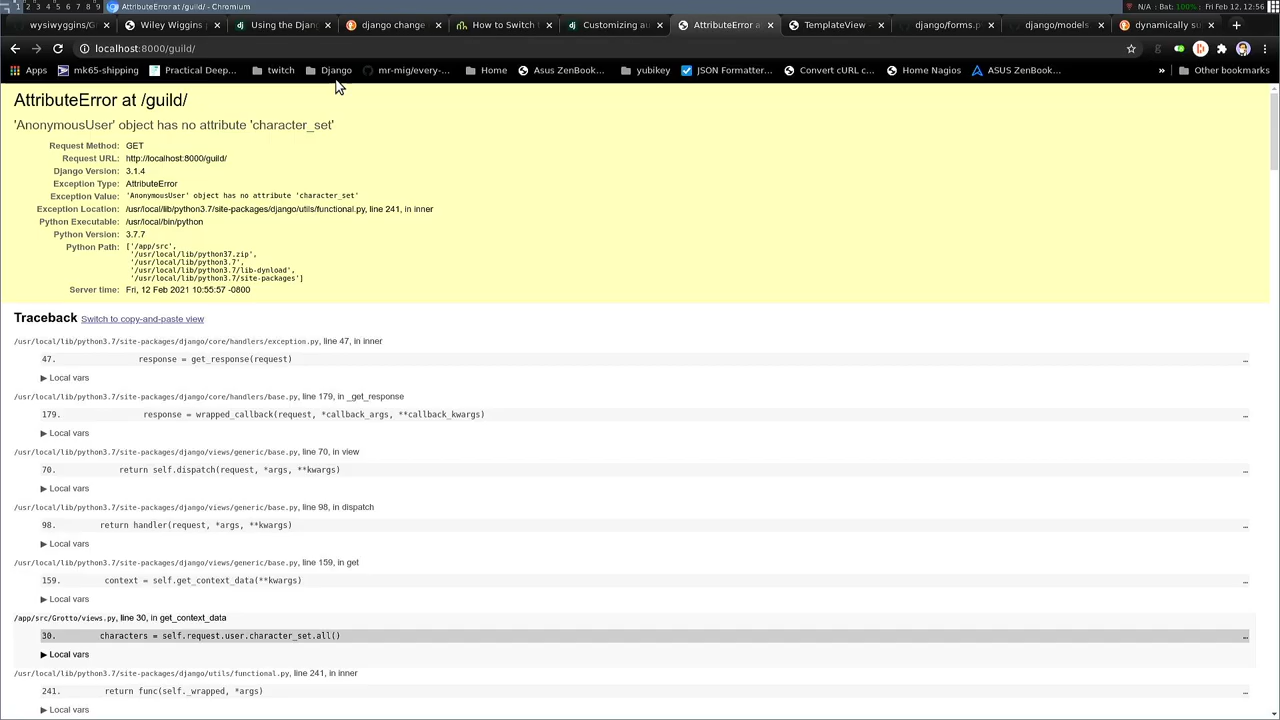 1 2 3 4 5 6 7 8 9 AttributeError at /guild/ - Chromium N/A | Bat: 100% | Fri Feb 12, 12:56
wysiwyggins/G Wiley Wiggins Using the Djan django change How to Switch Customizing au AttributeError a TemplateView django/forms.p django/models dynamically su
localhost:8000/guild/
Apps mk65-shipping Practical Deep... twitch Django mr-mig/every-... Home Asus ZenBook... yubikey JSON Formatter... Convert cURL c... Home Nagios ASUS ZenBook... » Other bookmarks
AttributeError at /guild/
'AnonymousUser' object has no attribute 'character_set'
Request Method: GET
Request URL: http://localhost:8000/guild/
Django Version: 3.1.4
Exception Type: AttributeError
Exception Value: 'AnonymousUser' object has no attribute 'character_set'
Exception Location: /usr/local/lib/python3.7/site-packages/django/utils/functional.py, line 241, in inner
Python Executable: /usr/local/bin/python
Python Version: 3.7.7
Python Path: ['/app/src',
'/usr/local/lib/python37.zip',
'/usr/local/lib/python3.7',
'/usr/local/lib/python3.7/lib-dynload',
'/usr/local/lib/python3.7/site-packages']
Server time: Fri, 12 Feb 2021 10:55:57 -0800
Traceback Switch to copy-and-paste view
/usr/local/lib/python3.7/site-packages/django/core/handlers/exception.py, line 47, in inner
47. response = get_response(request) …
▶ Local vars
/usr/local/lib/python3.7/site-packages/django/core/handlers/base.py, line 179, in _get_response
179. response = wrapped_callback(request, *callback_args, **callback_kwargs) …
▶ Local vars
/usr/local/lib/python3.7/site-packages/django/views/generic/base.py, line 70, in view
70. return self.dispatch(request, *args, **kwargs) …
▶ Local vars
/usr/local/lib/python3.7/site-packages/django/views/generic/base.py, line 98, in dispatch
98. return handler(request, *args, **kwargs) …
▶ Local vars
/usr/local/lib/python3.7/site-packages/django/views/generic/base.py, line 159, in get
159. context = self.get_context_data(**kwargs) …
▶ Local vars
/app/src/Grotto/views.py, line 30, in get_context_data
30. characters = self.request.user.character_set.all() …
▶ Local vars
/usr/local/lib/python3.7/site-packages/django/utils/functional.py, line 241, in inner
241. return func(self._wrapped, *args) …
▶ Local vars